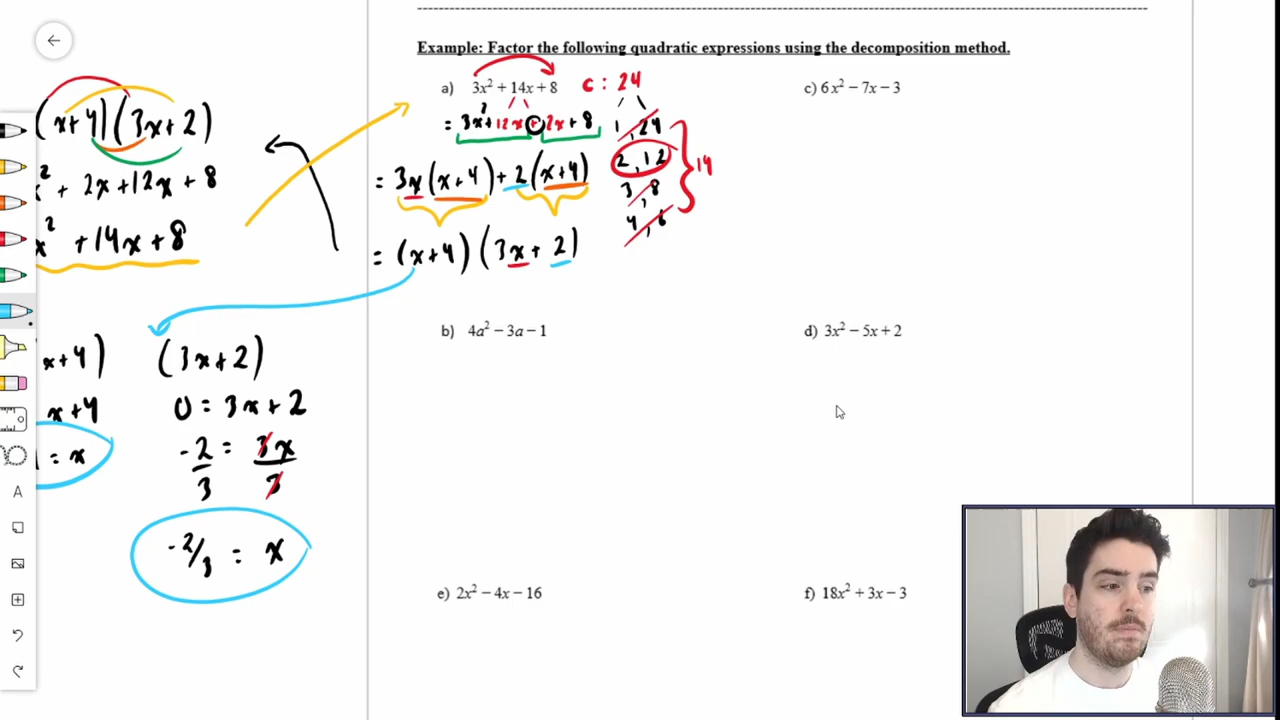 Example: Factor the following quadratic expressions using the decomposition method.
a) 3x² + 14x + 8 C : 24
= 3x² + 12x + 2x + 8 1 , 24
= 3x (x+4) + 2 (x+4) 2 , 12 } 14
3 , 8
4 , 6
= (x+4) (3x + 2)
(x+4) (3x+2)
x² + 2x + 12x + 8
x² + 14x + 8
x+4) (3x+2)
x+4 0 = 3x + 2
= x -2/3 = 3x/3
-2/3 = x
b) 4a² − 3a − 1
c) 6x² − 7x − 3
d) 3x² − 5x + 2
e) 2x² − 4x − 16
f) 18x² + 3x − 3
A